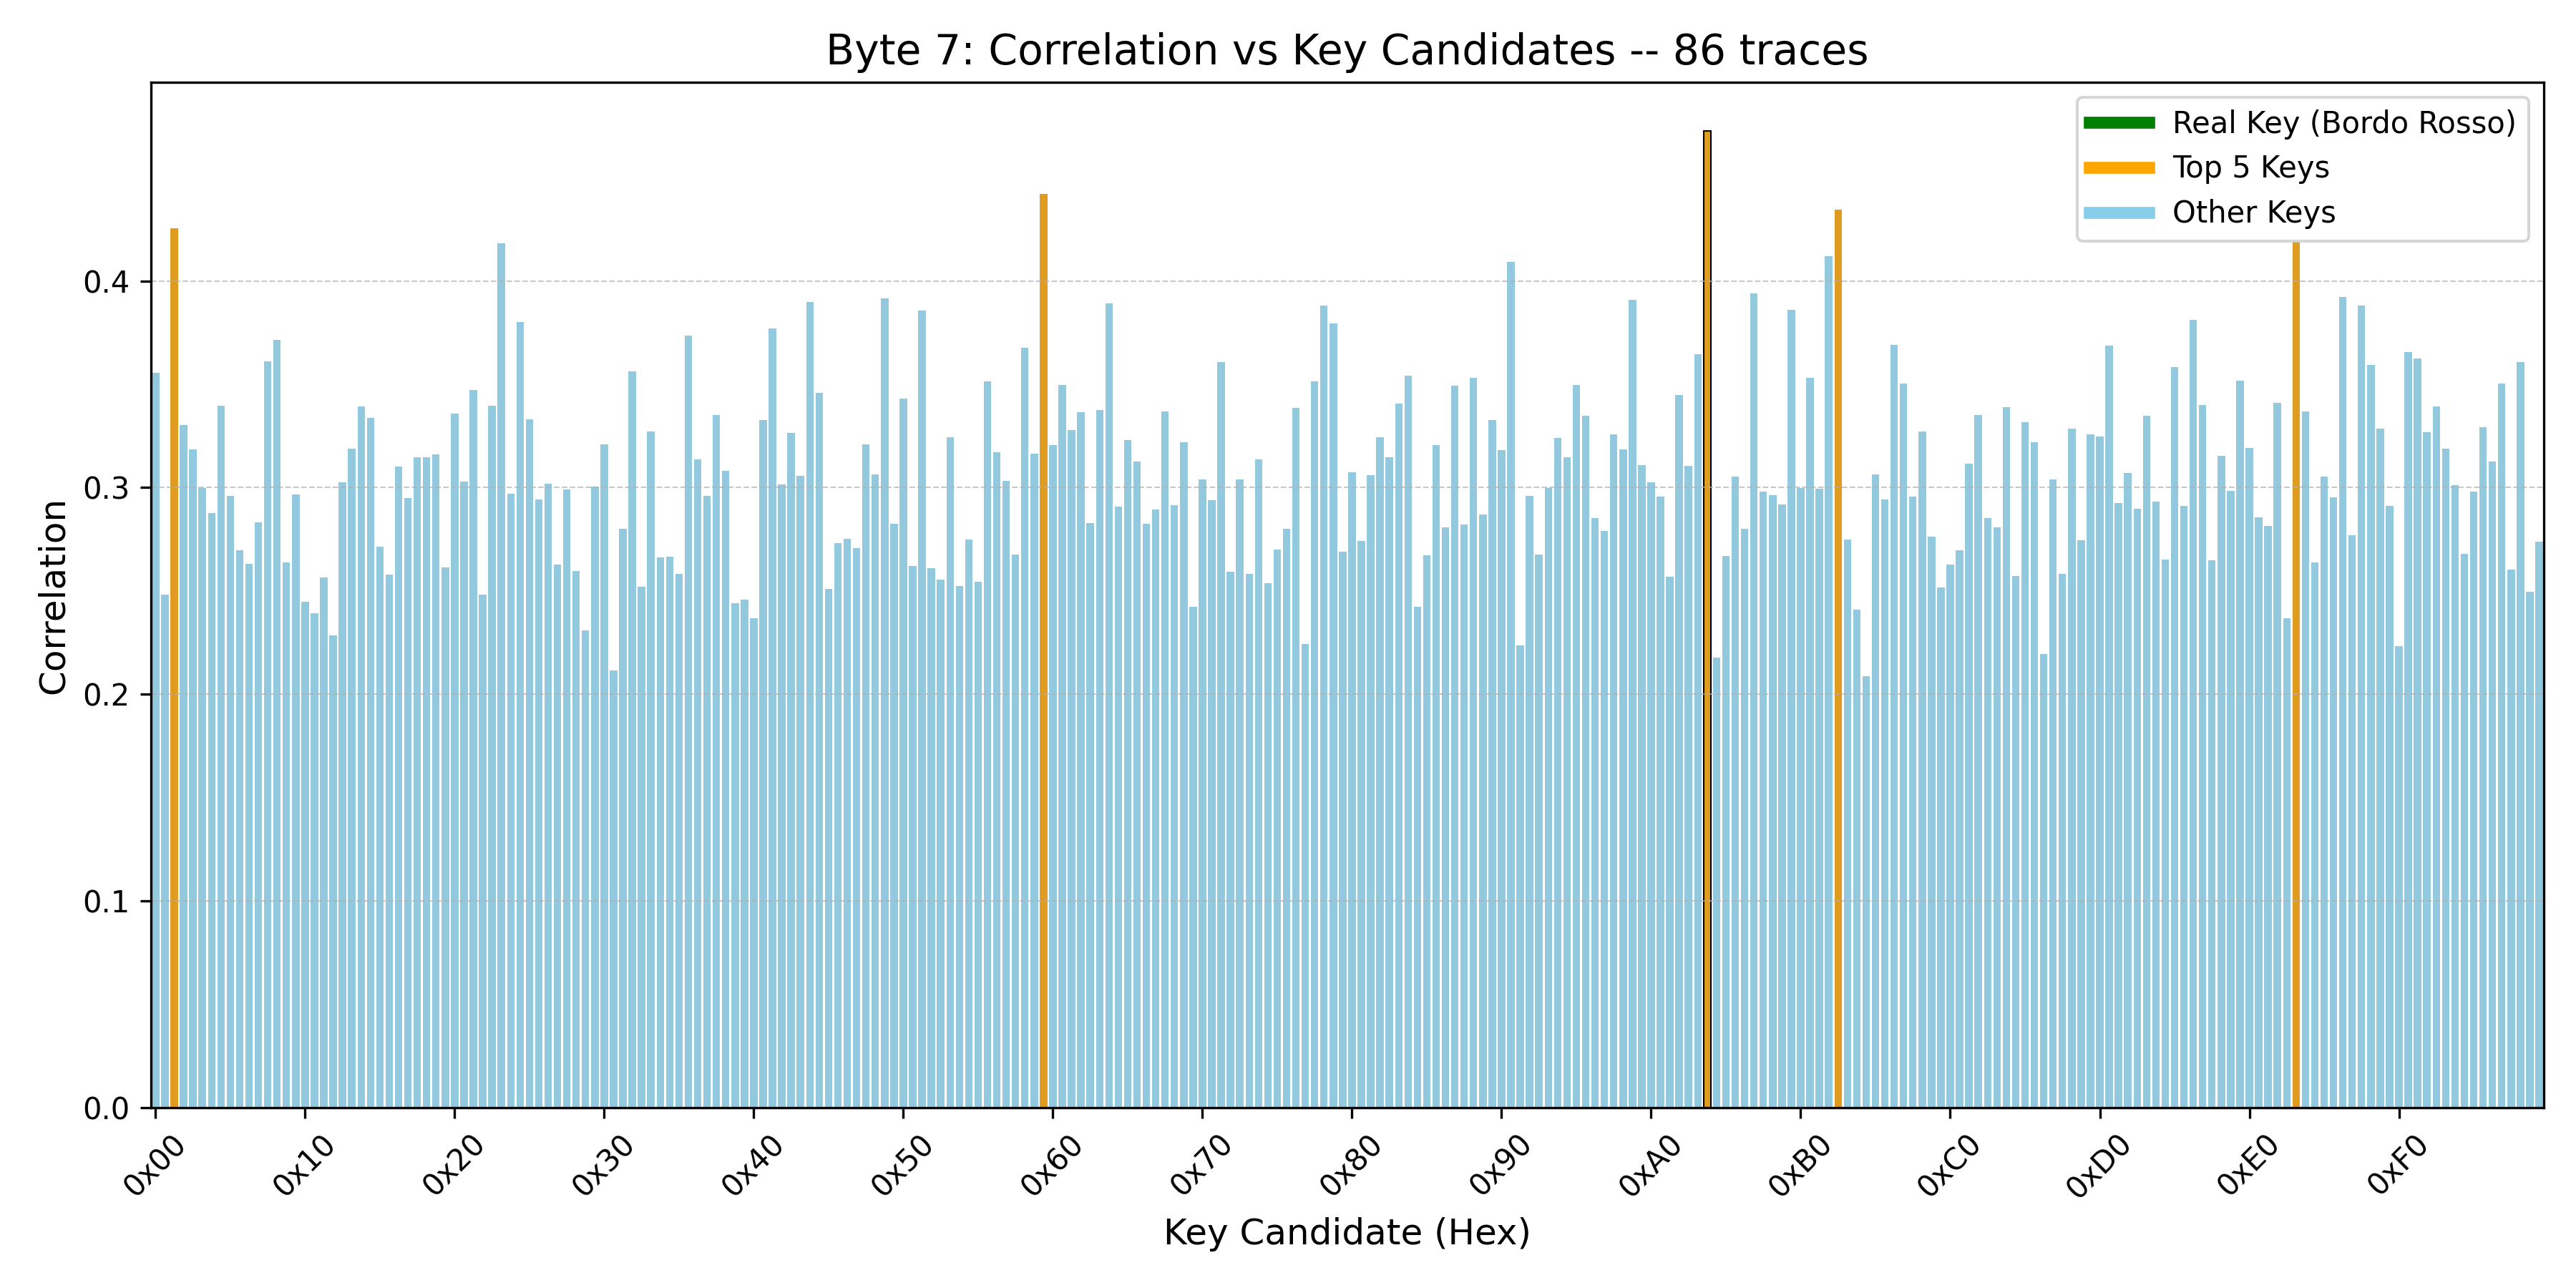 Byte 7: Correlation vs Key Candidates -- 86 traces
Real Key (Bordo Rosso)
Top 5 Keys
Other Keys
Correlation
0.4
0.3
0.2
0.1
0.0
0x00 0x10 0x20 0x30 0x40 0x50 0x60 0x70 0x80 0x90 0xA0 0xB0 0xC0 0xD0 0xE0 0xF0
Key Candidate (Hex)